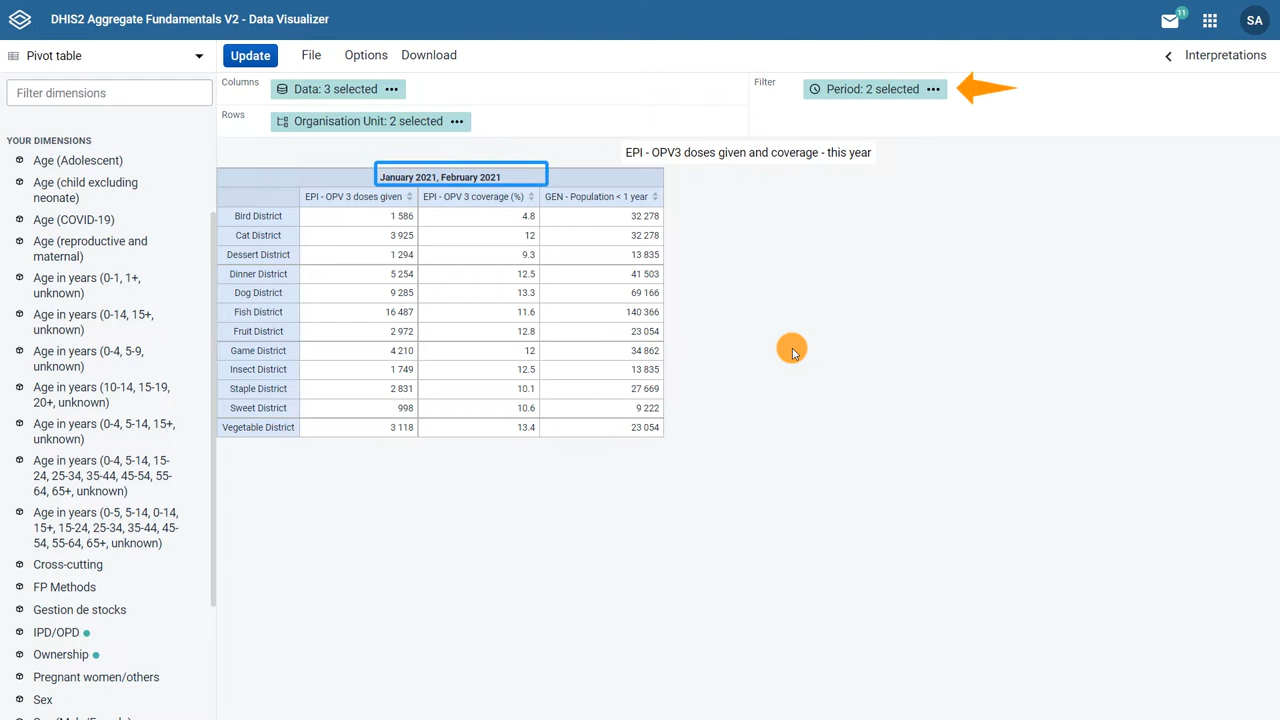 DHIS2 Aggregate Fundamentals V2 - Data Visualizer
11
SA
Pivot table
Update
File
Options
Download
Interpretations
Filter dimensions
Columns
Data: 3 selected
Filter
Period: 2 selected
Rows
Organisation Unit: 2 selected
YOUR DIMENSIONS
Age (Adolescent)
Age (child excluding
neonate)
Age (COVID-19)
Age (reproductive and
maternal)
Age in years (0-1, 1+,
unknown)
Age in years (0-14, 15+,
unknown)
Age in years (0-4, 5-9,
unknown)
Age in years (10-14, 15-19,
20+, unknown)
Age in years (0-4, 5-14, 15+,
unknown)
Age in years (0-4, 5-14, 15-
24, 25-34, 35-44, 45-54, 55-
64, 65+, unknown)
Age in years (0-5, 5-14, 0-14,
15+, 15-24, 25-34, 35-44, 45-
54, 55-64, 65+, unknown)
Cross-cutting
FP Methods
Gestion de stocks
IPD/OPD
Ownership
Pregnant women/others
Sex
EPI - OPV3 doses given and coverage - this year
January 2021, February 2021
EPI - OPV 3 doses given EPI - OPV 3 coverage (%) GEN - Population < 1 year
Bird District 1 586 4.8 32 278
Cat District 3 925 12 32 278
Dessert District 1 294 9.3 13 835
Dinner District 5 254 12.5 41 503
Dog District 9 285 13.3 69 166
Fish District 16 487 11.6 140 366
Fruit District 2 972 12.8 23 054
Game District 4 210 12 34 862
Insect District 1 749 12.5 13 835
Staple District 2 831 10.1 27 669
Sweet District 998 10.6 9 222
Vegetable District 3 118 13.4 23 054